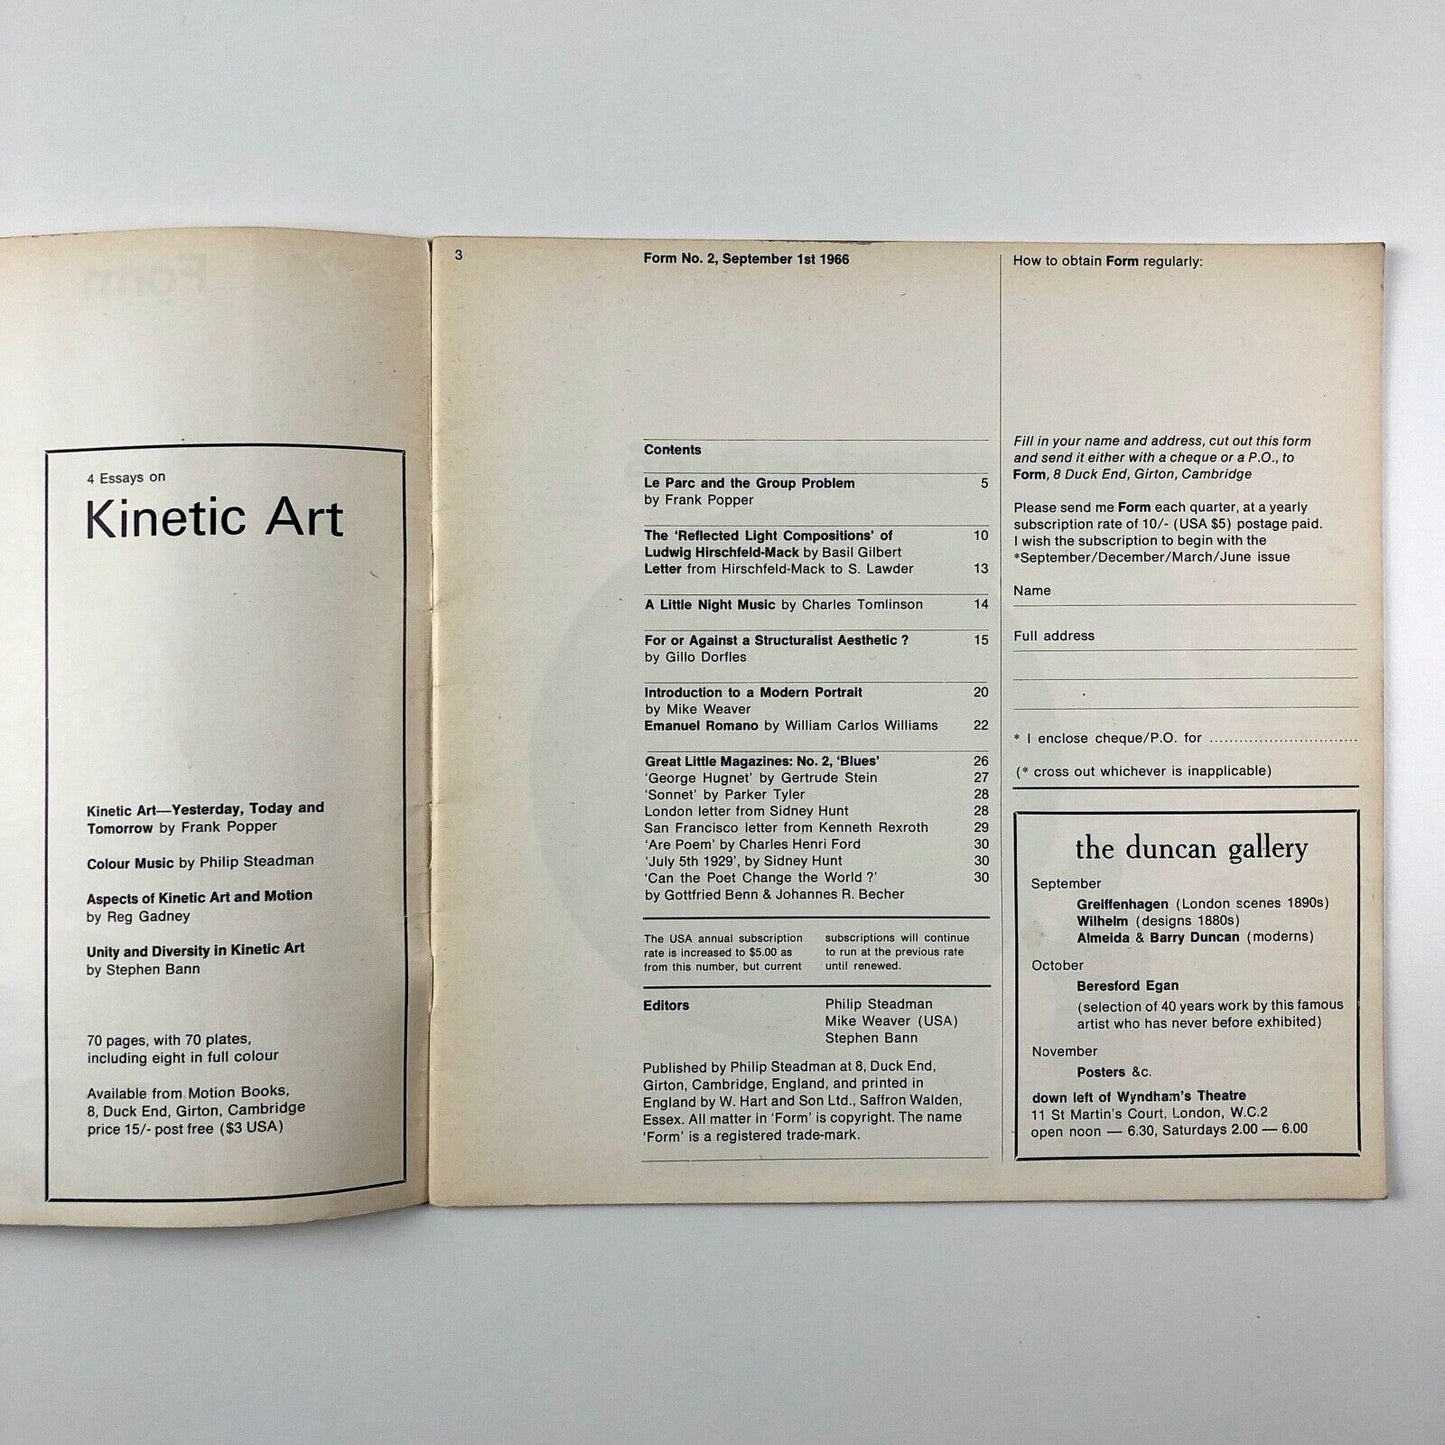 4 Essays on
Kinetic Art
Kinetic Art—Yesterday, Today and
Tomorrow by Frank Popper
Colour Music by Philip Steadman
Aspects of Kinetic Art and Motion
by Reg Gadney
Unity and Diversity in Kinetic Art
by Stephen Bann
70 pages, with 70 plates,
including eight in full colour
Available from Motion Books,
8, Duck End, Girton, Cambridge
price 15/- post free ($3 USA)
3
Form No. 2, September 1st 1966
Contents
Le Parc and the Group Problem 5
by Frank Popper
The ‘Reflected Light Compositions’ of 10
Ludwig Hirschfeld-Mack by Basil Gilbert
Letter from Hirschfeld-Mack to S. Lawder 13
A Little Night Music by Charles Tomlinson 14
For or Against a Structuralist Aesthetic ? 15
by Gillo Dorfles
Introduction to a Modern Portrait 20
by Mike Weaver
Emanuel Romano by William Carlos Williams 22
Great Little Magazines: No. 2, ‘Blues’ 26
‘George Hugnet’ by Gertrude Stein 27
‘Sonnet’ by Parker Tyler 28
London letter from Sidney Hunt 28
San Francisco letter from Kenneth Rexroth 29
‘Are Poem’ by Charles Henri Ford 30
‘July 5th 1929’, by Sidney Hunt 30
‘Can the Poet Change the World ?’ 30
by Gottfried Benn & Johannes R. Becher
The USA annual subscription
rate is increased to $5.00 as
from this number, but current
subscriptions will continue
to run at the previous rate
until renewed.
Editors Philip Steadman
Mike Weaver (USA)
Stephen Bann
Published by Philip Steadman at 8, Duck End,
Girton, Cambridge, England, and printed in
England by W. Hart and Son Ltd., Saffron Walden,
Essex. All matter in ‘Form’ is copyright. The name
‘Form’ is a registered trade-mark.
How to obtain Form regularly:
Fill in your name and address, cut out this form
and send it either with a cheque or a P.O., to
Form, 8 Duck End, Girton, Cambridge
Please send me Form each quarter, at a yearly
subscription rate of 10/- (USA $5) postage paid.
I wish the subscription to begin with the
*September/December/March/June issue
Name
Full address
* I enclose cheque/P.O. for ..............................
(* cross out whichever is inapplicable)
the duncan gallery
September
Greiffenhagen (London scenes 1890s)
Wilhelm (designs 1880s)
Almeida & Barry Duncan (moderns)
October
Beresford Egan
(selection of 40 years work by this famous
artist who has never before exhibited)
November
Posters &c.
down left of Wyndham's Theatre
11 St Martin's Court, London, W.C.2
open noon — 6.30, Saturdays 2.00 — 6.00